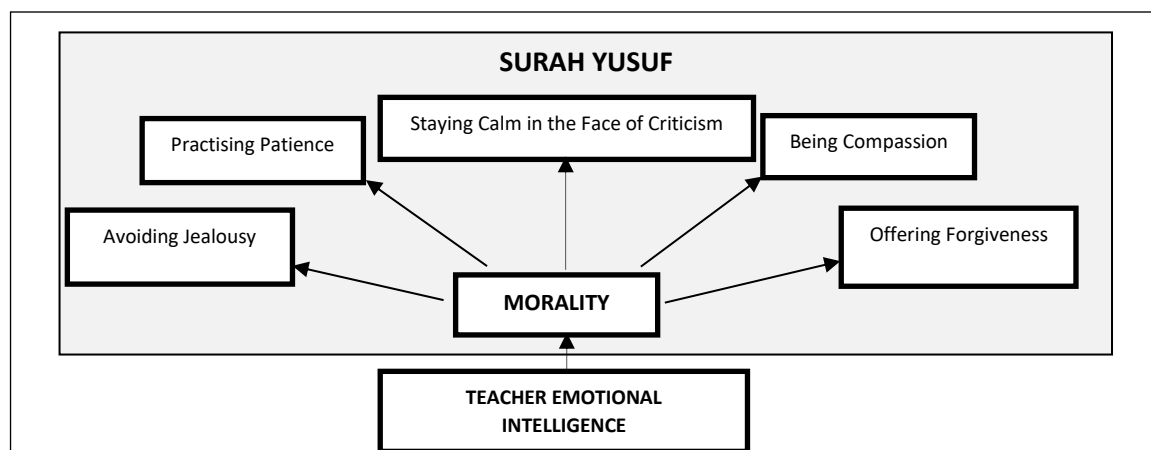 SURAH YUSUF
Staying Calm in the Face of Criticism
Practising Patience
Being Compassion
Avoiding Jealousy
Offering Forgiveness
MORALITY
TEACHER EMOTIONAL
INTELLIGENCE